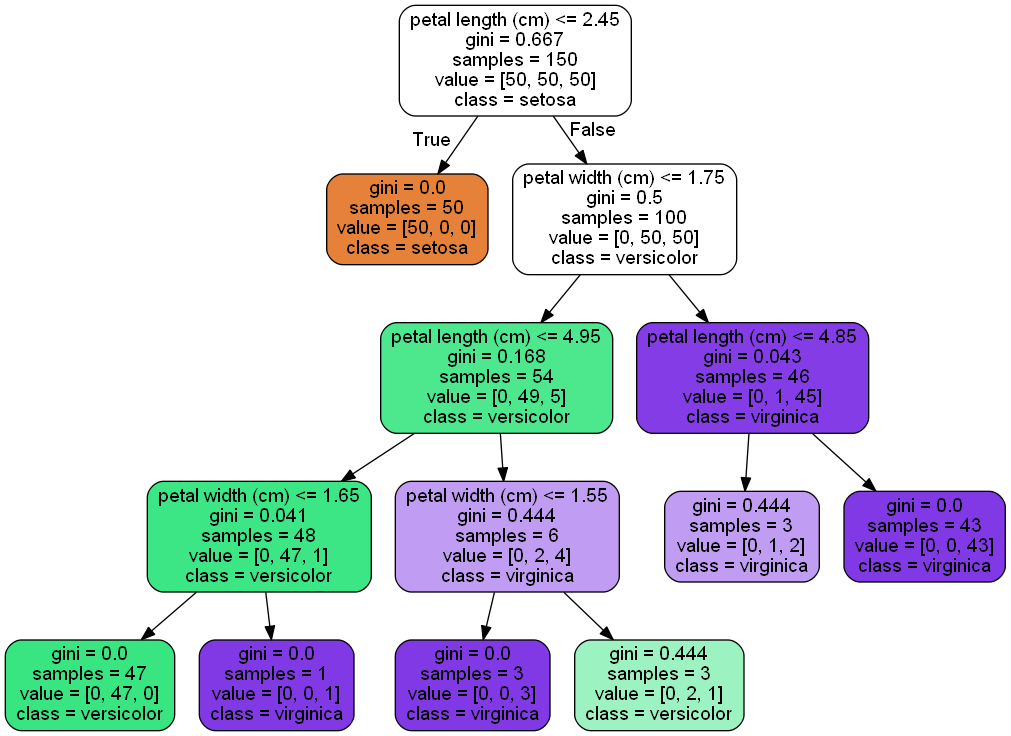 petal length (cm) <= 2.45
gini = 0.667
samples = 150
value = [50, 50, 50]
class = setosa
True
False
gini = 0.0
samples = 50
value = [50, 0, 0]
class = setosa
petal width (cm) <= 1.75
gini = 0.5
samples = 100
value = [0, 50, 50]
class = versicolor
petal length (cm) <= 4.95
gini = 0.168
samples = 54
value = [0, 49, 5]
class = versicolor
petal length (cm) <= 4.85
gini = 0.043
samples = 46
value = [0, 1, 45]
class = virginica
petal width (cm) <= 1.65
gini = 0.041
samples = 48
value = [0, 47, 1]
class = versicolor
petal width (cm) <= 1.55
gini = 0.444
samples = 6
value = [0, 2, 4]
class = virginica
gini = 0.444
samples = 3
value = [0, 1, 2]
class = virginica
gini = 0.0
samples = 43
value = [0, 0, 43]
class = virginica
gini = 0.0
samples = 47
value = [0, 47, 0]
class = versicolor
gini = 0.0
samples = 1
value = [0, 0, 1]
class = virginica
gini = 0.0
samples = 3
value = [0, 0, 3]
class = virginica
gini = 0.444
samples = 3
value = [0, 2, 1]
class = versicolor